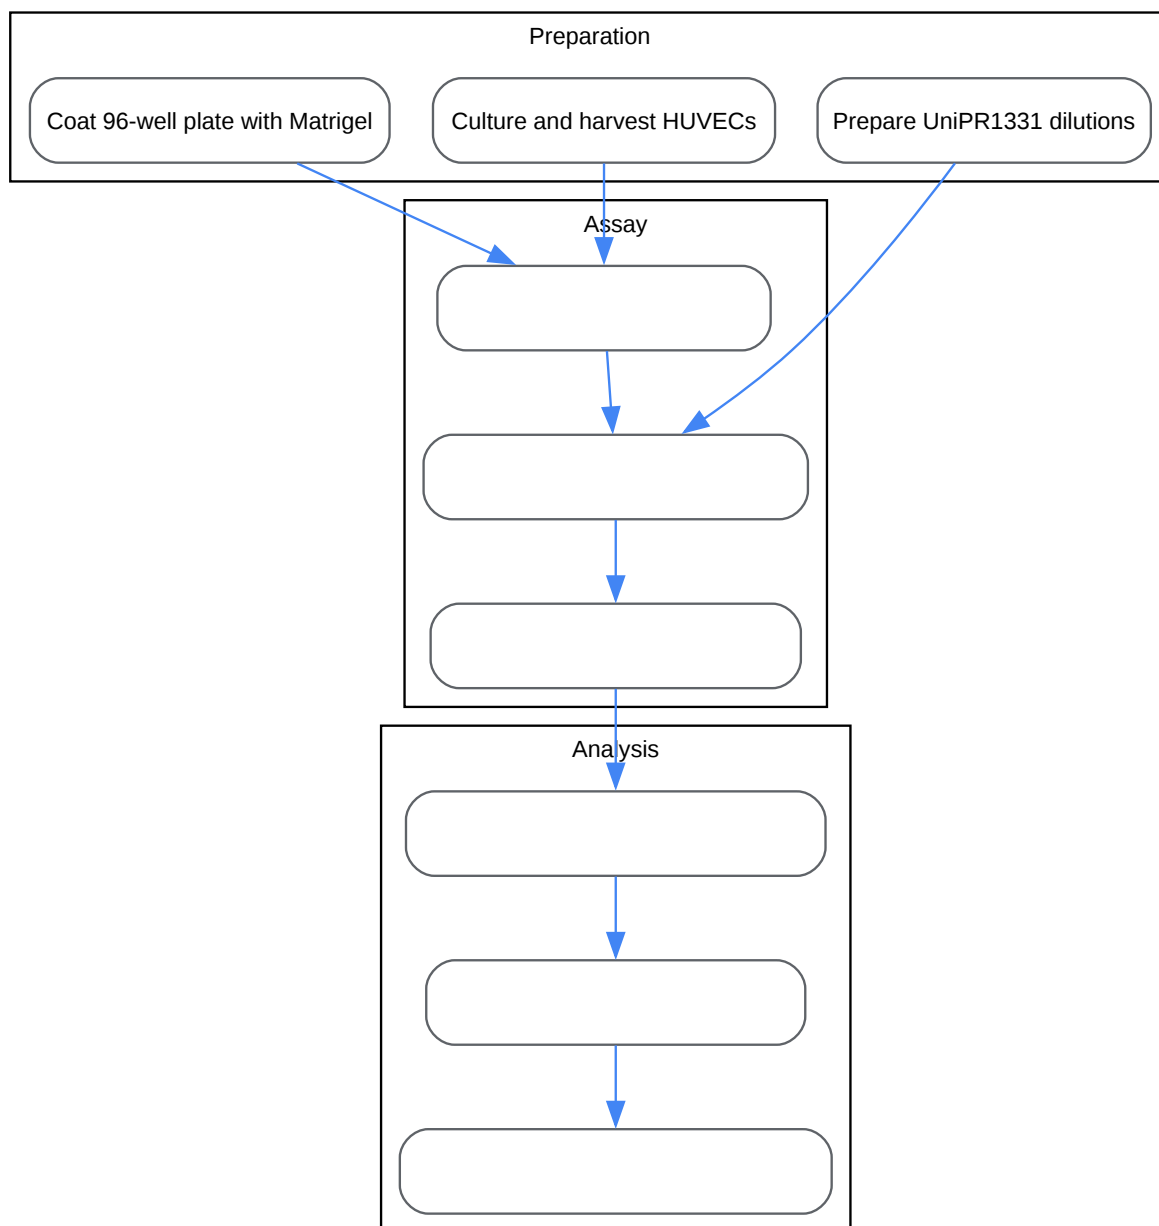 Preparation
Coat 96-well plate with Matrigel
Culture and harvest HUVECs
Prepare UniPR1331 dilutions
Assay
Analysis